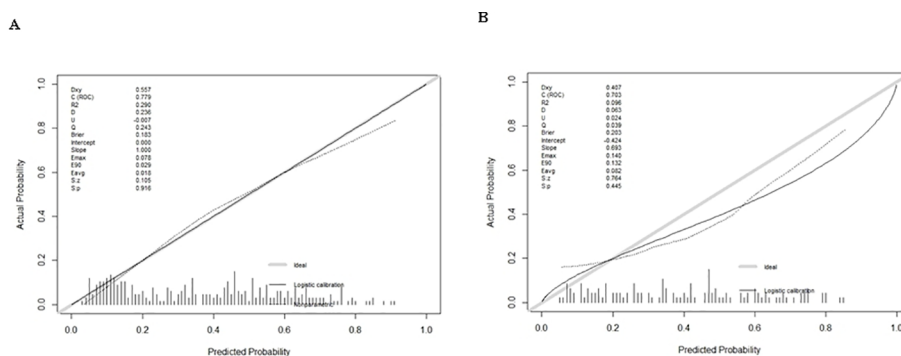 A
Dxy 0.557
C (ROC) 0.779
R2 0.290
D 0.236
U -0.007
Q 0.243
Brier 0.183
Intercept 0.000
Slope 1.000
Emax 0.078
E90 0.029
Eavg 0.018
S:z 0.105
S:p 0.916
Actual Probability
1.0
0.8
0.6
0.4
0.2
0.0
Ideal
Logistic calibration
Nonparametric
0.0 0.2 0.4 0.6 0.8 1.0
Predicted Probability
B
Dxy 0.407
C (ROC) 0.703
R2 0.096
D 0.063
U 0.024
Q 0.039
Brier 0.203
Intercept -0.424
Slope 0.693
Emax 0.140
E90 0.132
Eavg 0.082
S:z 0.764
S:p 0.445
Actual Probability
1.0
0.8
0.6
0.4
0.2
0.0
Ideal
Logistic calibration
0.0 0.2 0.4 0.6 0.8 1.0
Predicted Probability